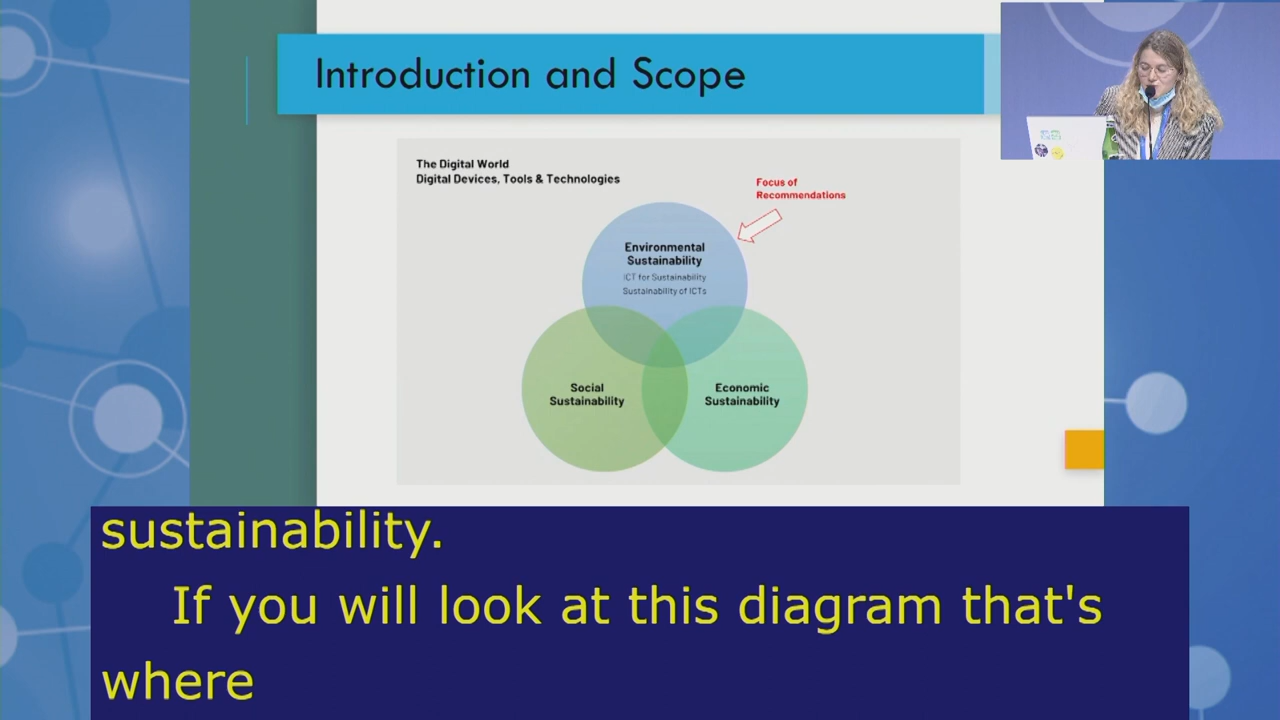 Introduction and Scope
The Digital World
Digital Devices, Tools & Technologies
Focus of
Recommendations
Environmental
Sustainability
ICT for Sustainability
Sustainability of ICTs
Social
Sustainability
Economic
Sustainability
sustainability.
If you will look at this diagram that's
where